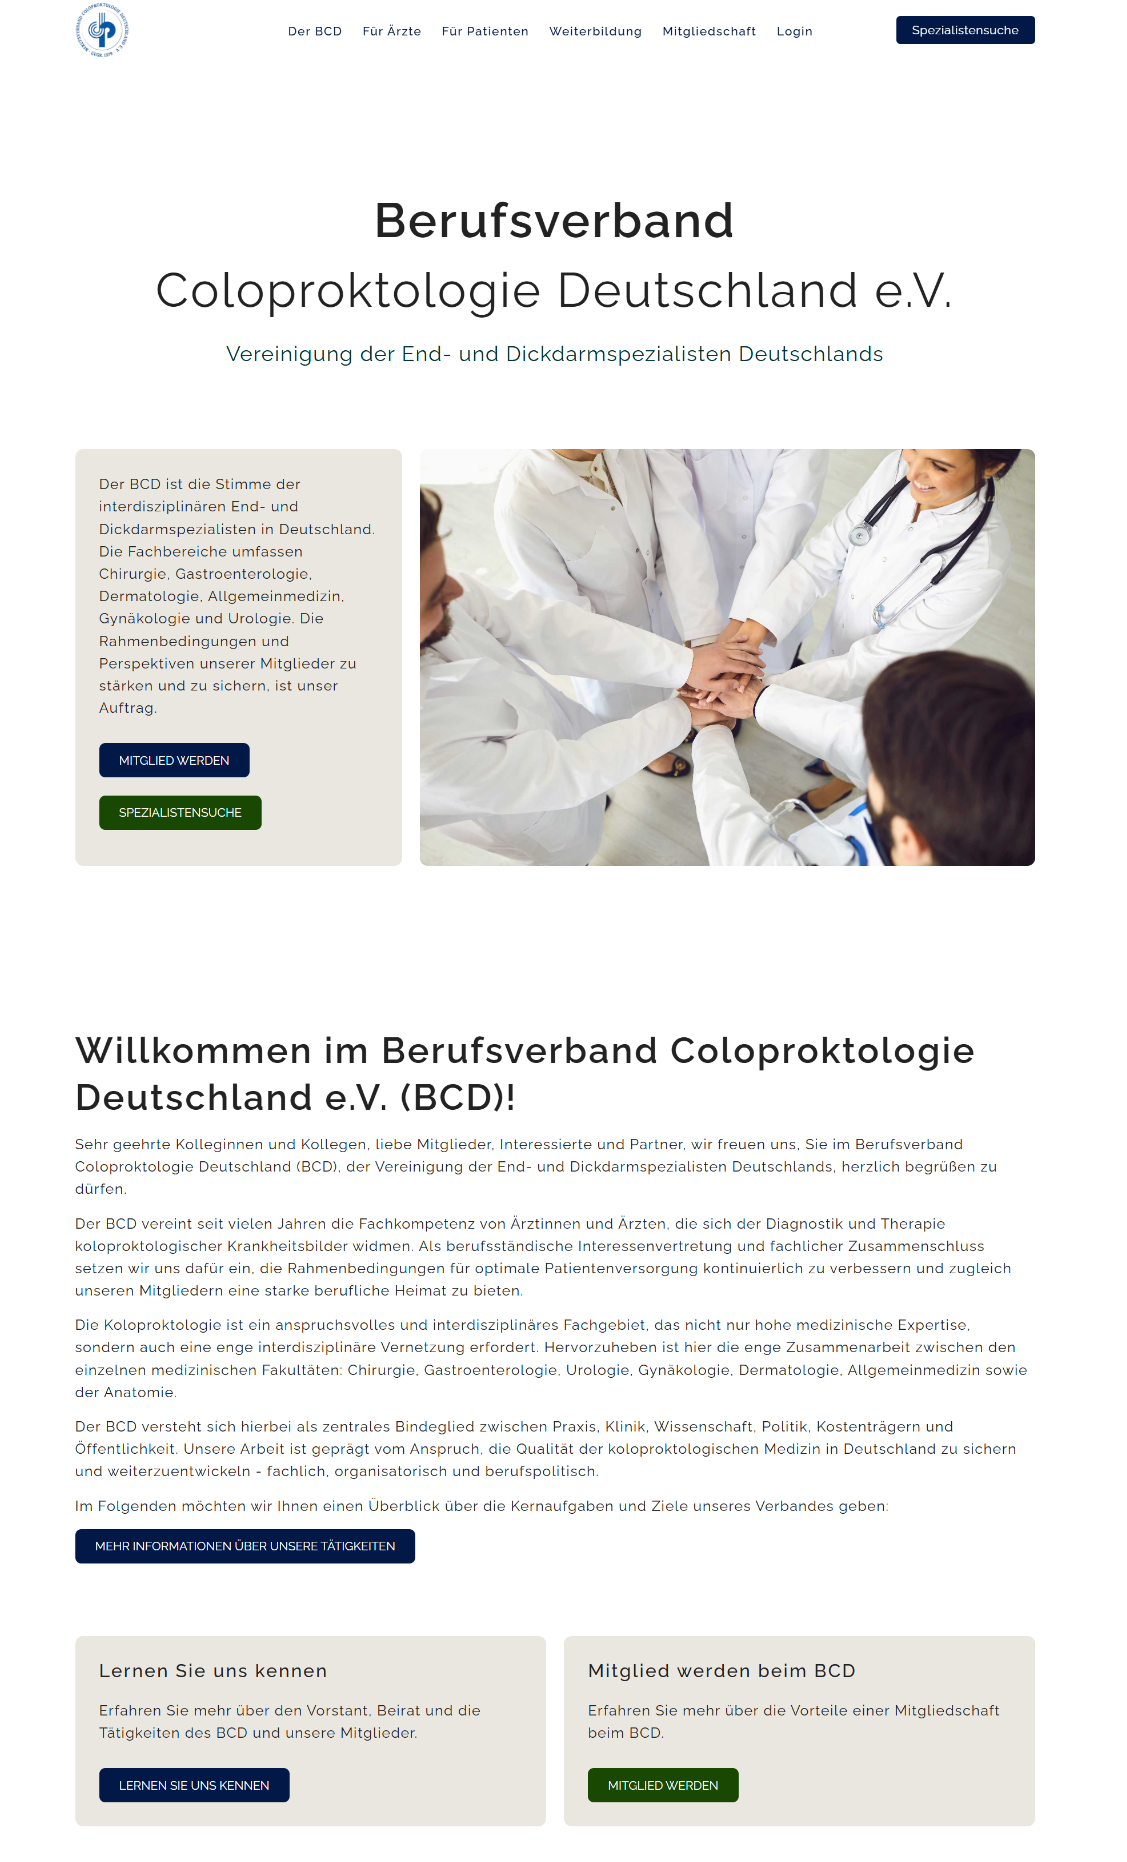 BERUFSVERBAND COLOPROKTOLOGIE DEUTSCHLAND E.V.
Der BCD Für Ärzte Für Patienten Weiterbildung Mitgliedschaft Login
Spezialistensuche
Berufsverband
Coloproktologie Deutschland e.V.
Vereinigung der End- und Dickdarmspezialisten Deutschlands
Der BCD ist die Stimme der
interdisziplinären End- und
Dickdarmspezialisten in Deutschland.
Die Fachbereiche umfassen
Chirurgie, Gastroenterologie,
Dermatologie, Allgemeinmedizin,
Gynäkologie und Urologie. Die
Rahmenbedingungen und
Perspektiven unserer Mitglieder zu
stärken und zu sichern, ist unser
Auftrag.
MITGLIED WERDEN
SPEZIALISTENSUCHE
Willkommen im Berufsverband Coloproktologie
Deutschland e.V. (BCD)!
Sehr geehrte Kolleginnen und Kollegen, liebe Mitglieder, Interessierte und Partner, wir freuen uns, Sie im Berufsverband
Coloproktologie Deutschland (BCD), der Vereinigung der End- und Dickdarmspezialisten Deutschlands, herzlich begrüßen zu
dürfen.
Der BCD vereint seit vielen Jahren die Fachkompetenz von Ärztinnen und Ärzten, die sich der Diagnostik und Therapie
koloproktologischer Krankheitsbilder widmen. Als berufsständische Interessenvertretung und fachlicher Zusammenschluss
setzen wir uns dafür ein, die Rahmenbedingungen für optimale Patientenversorgung kontinuierlich zu verbessern und zugleich
unseren Mitgliedern eine starke berufliche Heimat zu bieten.
Die Koloproktologie ist ein anspruchsvolles und interdisziplinäres Fachgebiet, das nicht nur hohe medizinische Expertise,
sondern auch eine enge interdisziplinäre Vernetzung erfordert. Hervorzuheben ist hier die enge Zusammenarbeit zwischen den
einzelnen medizinischen Fakultäten: Chirurgie, Gastroenterologie, Urologie, Gynäkologie, Dermatologie, Allgemeinmedizin sowie
der Anatomie.
Der BCD versteht sich hierbei als zentrales Bindeglied zwischen Praxis, Klinik, Wissenschaft, Politik, Kostenträgern und
Öffentlichkeit. Unsere Arbeit ist geprägt vom Anspruch, die Qualität der koloproktologischen Medizin in Deutschland zu sichern
und weiterzuentwickeln - fachlich, organisatorisch und berufspolitisch.
Im Folgenden möchten wir Ihnen einen Überblick über die Kernaufgaben und Ziele unseres Verbandes geben:
MEHR INFORMATIONEN ÜBER UNSERE TÄTIGKEITEN
Lernen Sie uns kennen
Erfahren Sie mehr über den Vorstant, Beirat und die
Tätigkeiten des BCD und unsere Mitglieder.
LERNEN SIE UNS KENNEN
Mitglied werden beim BCD
Erfahren Sie mehr über die Vorteile einer Mitgliedschaft
beim BCD.
MITGLIED WERDEN